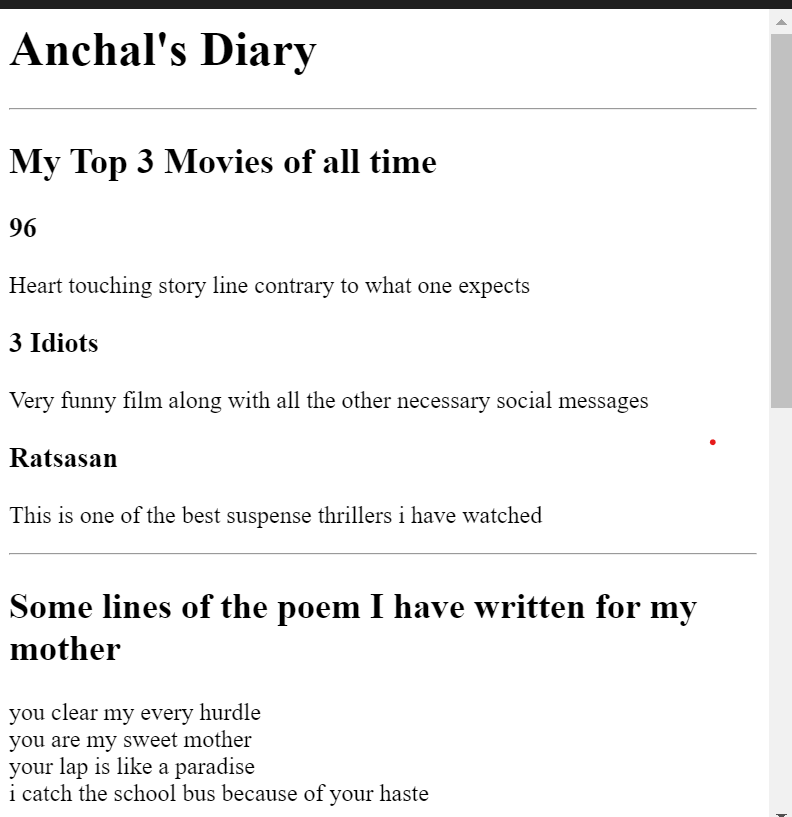 Anchal's Diary
My Top 3 Movies of all time
96
Heart touching story line contrary to what one expects
3 Idiots
Very funny film along with all the other necessary social messages
Ratsasan
This is one of the best suspense thrillers i have watched
Some lines of the poem I have written for my
mother
you clear my every hurdle
you are my sweet mother
your lap is like a paradise
i catch the school bus because of your haste